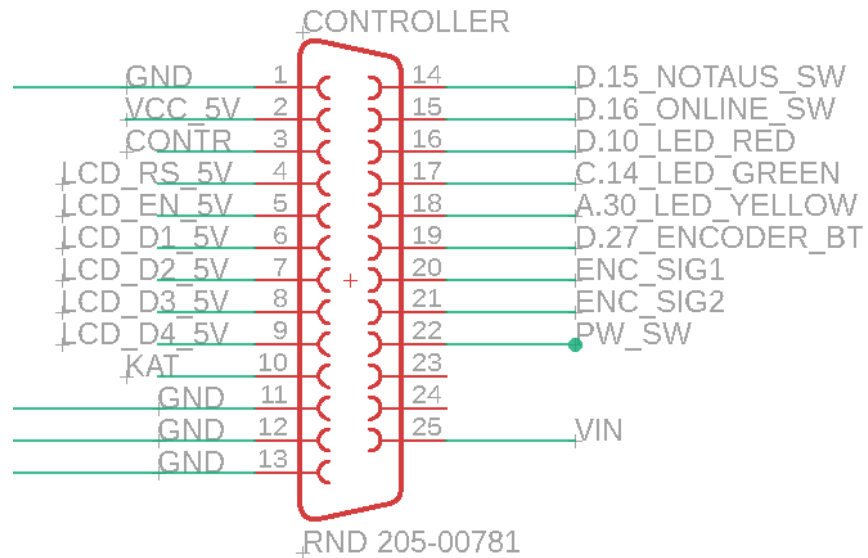 CONTROLLER
GND 1 14 D.15_NOTAUS_SW
VCC_5V 2 15 D.16_ONLINE_SW
CONTR 3 16 D.10_LED_RED
LCD_RS_5V 4 17 C.14_LED_GREEN
LCD_EN_5V 5 18 A.30_LED_YELLOW
LCD_D1_5V 6 19 D.27_ENCODER_BT
LCD_D2_5V 7 20 ENC_SIG1
LCD_D3_5V 8 21 ENC_SIG2
LCD_D4_5V 9 22 PW_SW
KAT 10 23
GND 11 24
GND 12 25 VIN
GND 13
RND 205-00781